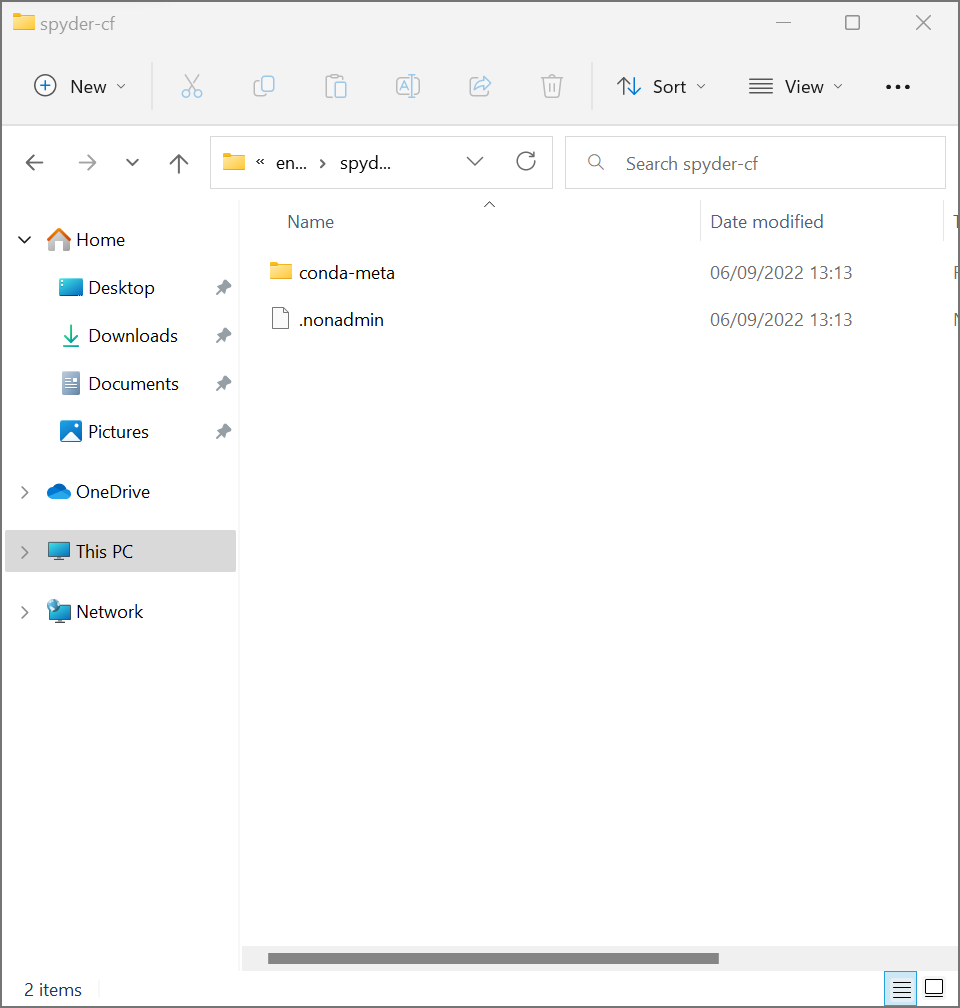 spyder-cf
New
Sort
View
•••
« en... › spyd...
Search spyder-cf
Name
Date modified
conda-meta
06/09/2022 13:13
.nonadmin
06/09/2022 13:13
Home
Desktop
Downloads
Documents
Pictures
OneDrive
This PC
Network
2 items